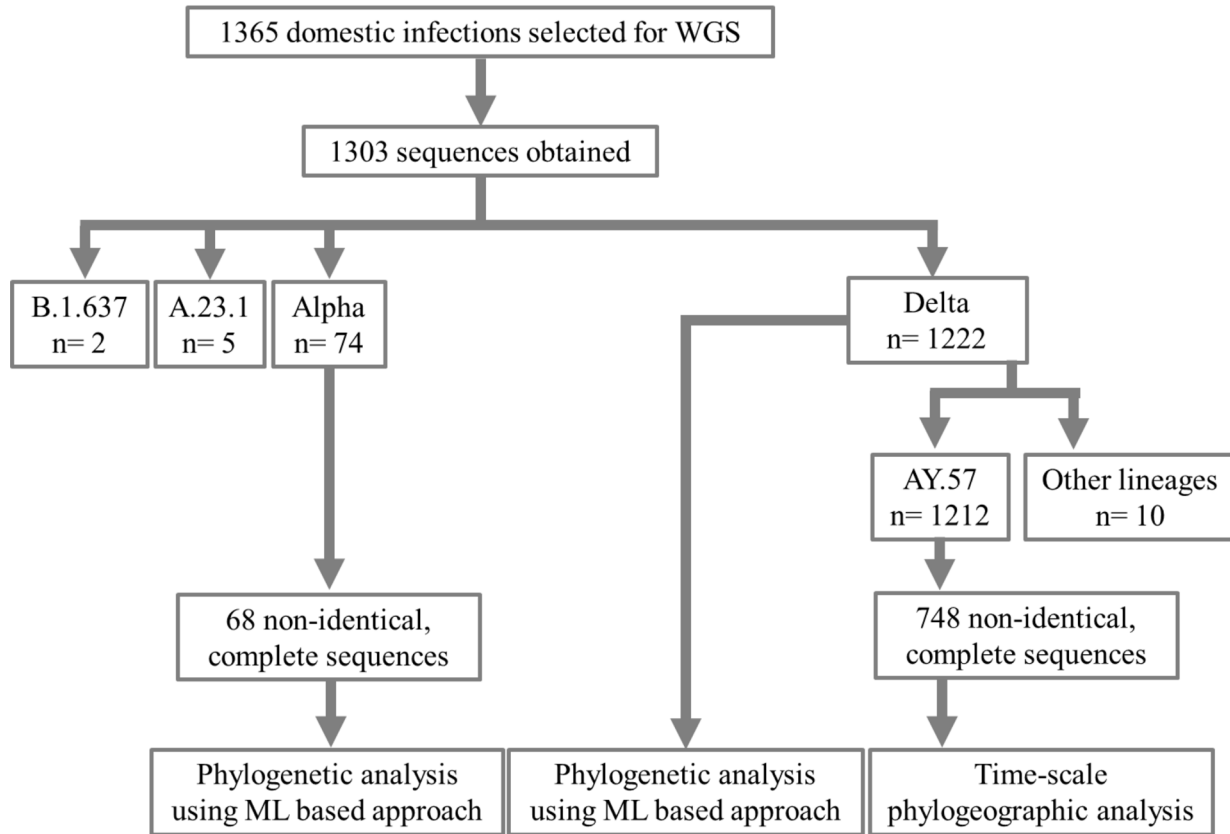 1365 domestic infections selected for WGS
1303 sequences obtained
B.1.637
n= 2
A.23.1
n= 5
Alpha
n= 74
Delta
n= 1222
AY.57
n= 1212
Other lineages
n= 10
68 non-identical,
complete sequences
748 non-identical,
complete sequences
Phylogenetic analysis
using ML based approach
Phylogenetic analysis
using ML based approach
Time-scale
phylogeographic analysis